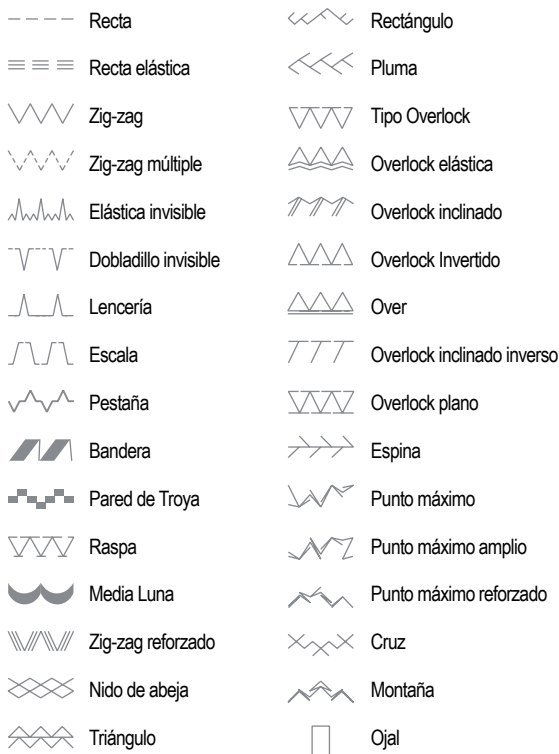 Recta
Recta elástica
Zig-zag
Zig-zag múltiple
Elástica invisible
Dobladillo invisible
Lencería
Escala
Pestaña
Bandera
Pared de Troya
Raspa
Media Luna
Zig-zag reforzado
Nido de abeja
Triángulo
Rectángulo
Pluma
Tipo Overlock
Overlock elástica
Overlock inclinado
Overlock Invertido
Over
Overlock inclinado inverso
Overlock plano
Espina
Punto máximo
Punto máximo amplio
Punto máximo reforzado
Cruz
Montaña
Ojal